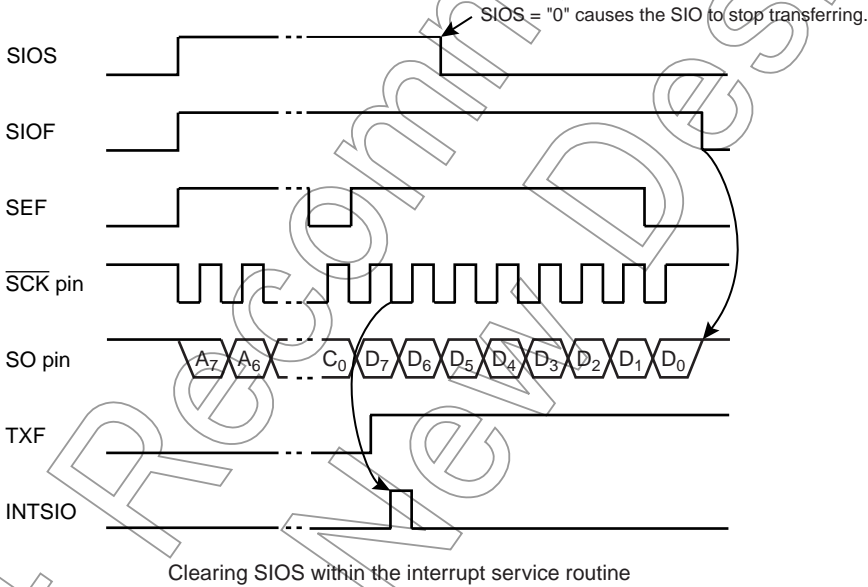 SIOS = "0" causes the SIO to stop transferring.
SIOS
SIOF
SEF
SCK pin
SO pin A7 A6 C0 D7 D6 D5 D4 D3 D2 D1 D0
TXF
INTSIO
Clearing SIOS within the interrupt service routine